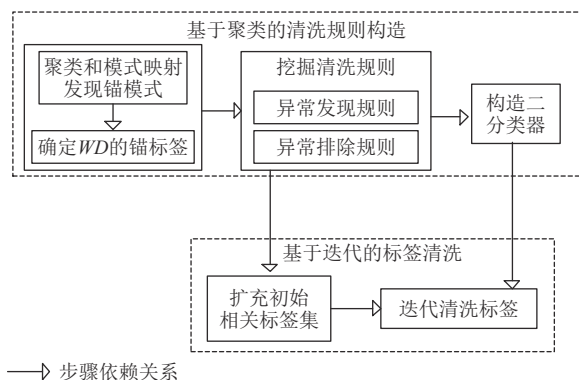 基于聚类的清洗规则构造
聚类和模式映射
发现锚模式
确定WD的锚标签
挖掘清洗规则
异常发现规则
异常排除规则
构造二
分类器
基于迭代的标签清洗
扩充初始
相关标签集
迭代清洗标签
步骤依赖关系